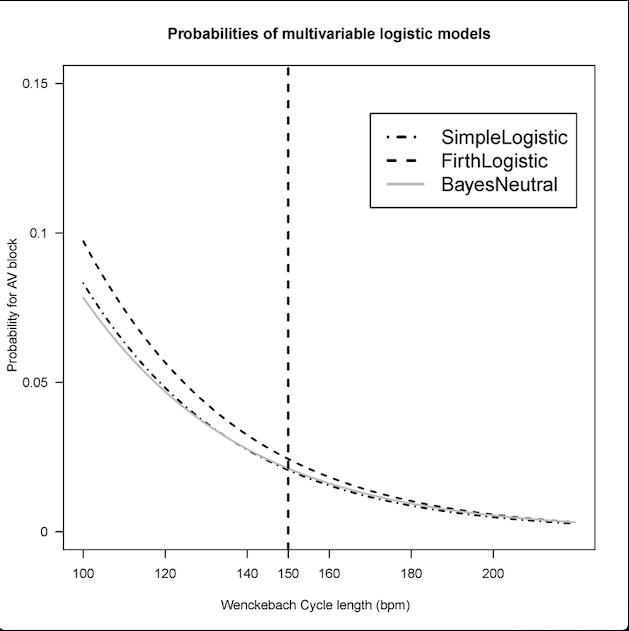 Probabilities of multivariable logistic models
0.15
SimpleLogistic
FirthLogistic
BayesNeutral
0.1
Probability for AV block
0.05
0
100 120 140 150 160 180 200
Wenckebach Cycle length (bpm)